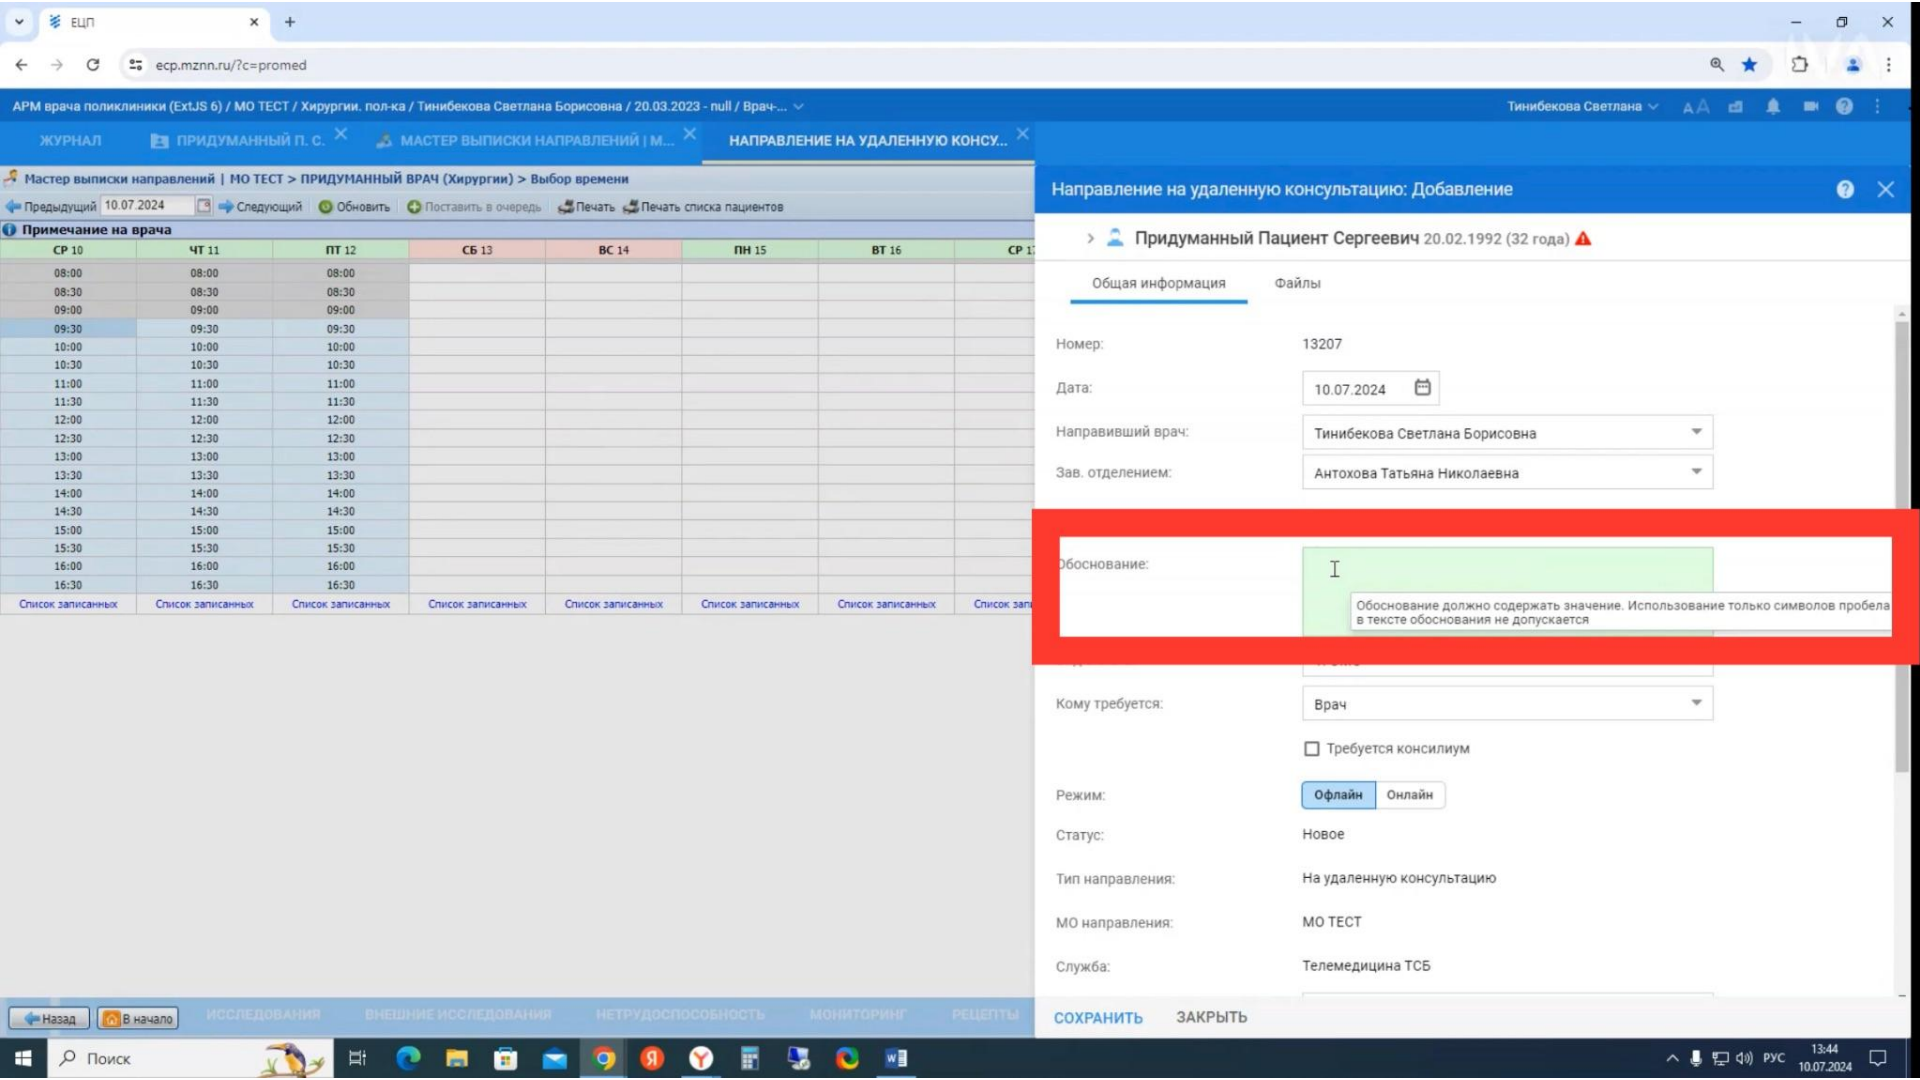 ЕЦП
ecp.mznn.ru/?c=promed
АРМ врача поликлиники (ExtJS 6) / МО ТЕСТ / Хирургии. пол-ка / Тинибекова Светлана Борисовна / 20.03.2023 - null / Врач-...
Тинибекова Светлана
ЖУРНАЛ
ПРИДУМАННЫЙ П. С.
МАСТЕР ВЫПИСКИ НАПРАВЛЕНИЙ | М...
НАПРАВЛЕНИЕ НА УДАЛЕННУЮ КОНСУ...
Мастер выписки направлений | МО ТЕСТ > ПРИДУМАННЫЙ ВРАЧ (Хирургии) > Выбор времени
Предыдущий 10.07.2024 Следующий Обновить Поставить в очередь Печать Печать списка пациентов
Примечание на врача
СР 10 ЧТ 11 ПТ 12 СБ 13 ВС 14 ПН 15 ВТ 16 СР 17
08:00 08:00 08:00
08:30 08:30 08:30
09:00 09:00 09:00
09:30 09:30 09:30
10:00 10:00 10:00
10:30 10:30 10:30
11:00 11:00 11:00
11:30 11:30 11:30
12:00 12:00 12:00
12:30 12:30 12:30
13:00 13:00 13:00
13:30 13:30 13:30
14:00 14:00 14:00
14:30 14:30 14:30
15:00 15:00 15:00
15:30 15:30 15:30
16:00 16:00 16:00
16:30 16:30 16:30
Список записанных Список записанных Список записанных Список записанных Список записанных Список записанных Список записанных Список зап
Направление на удаленную консультацию: Добавление
Придуманный Пациент Сергеевич 20.02.1992 (32 года)
Общая информация Файлы
Номер: 13207
Дата: 10.07.2024
Направивший врач: Тинибекова Светлана Борисовна
Зав. отделением: Антохова Татьяна Николаевна
Обоснование:
Обоснование должно содержать значение. Использование только символов пробела
в тексте обоснования не допускается
Кому требуется: Врач
Требуется консилиум
Режим: Офлайн Онлайн
Статус: Новое
Тип направления: На удаленную консультацию
МО направления: МО ТЕСТ
Служба: Телемедицина ТСБ
СОХРАНИТЬ ЗАКРЫТЬ
Назад В начало ИССЛЕДОВАНИЯ ВНЕШНИЕ ИССЛЕДОВАНИЯ НЕТРУДОСПОСОБНОСТЬ МОНИТОРИНГ РЕЦЕПТЫ
Поиск
РУС
13:44
10.07.2024